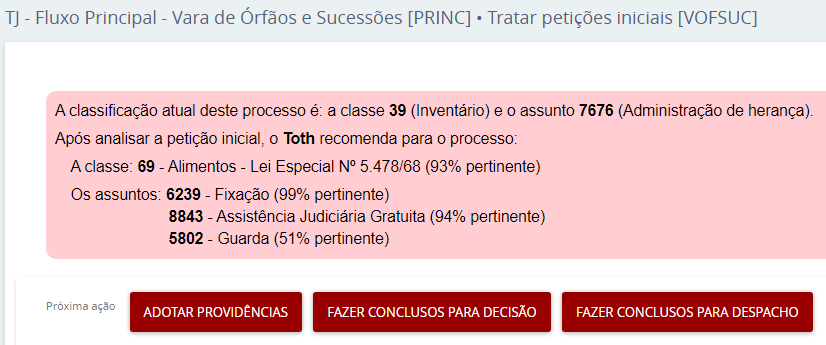 TJ - Fluxo Principal - Vara de Órfãos e Sucessões [PRINC] • Tratar petições iniciais [VOFSUC]
A classificação atual deste processo é: a classe 39 (Inventário) e o assunto 7676 (Administração de herança).
Após analisar a petição inicial, o Toth recomenda para o processo:
A classe: 69 - Alimentos - Lei Especial Nº 5.478/68 (93% pertinente)
Os assuntos: 6239 - Fixação (99% pertinente)
8843 - Assistência Judiciária Gratuita (94% pertinente)
5802 - Guarda (51% pertinente)
Próxima ação ADOTAR PROVIDÊNCIAS FAZER CONCLUSOS PARA DECISÃO FAZER CONCLUSOS PARA DESPACHO